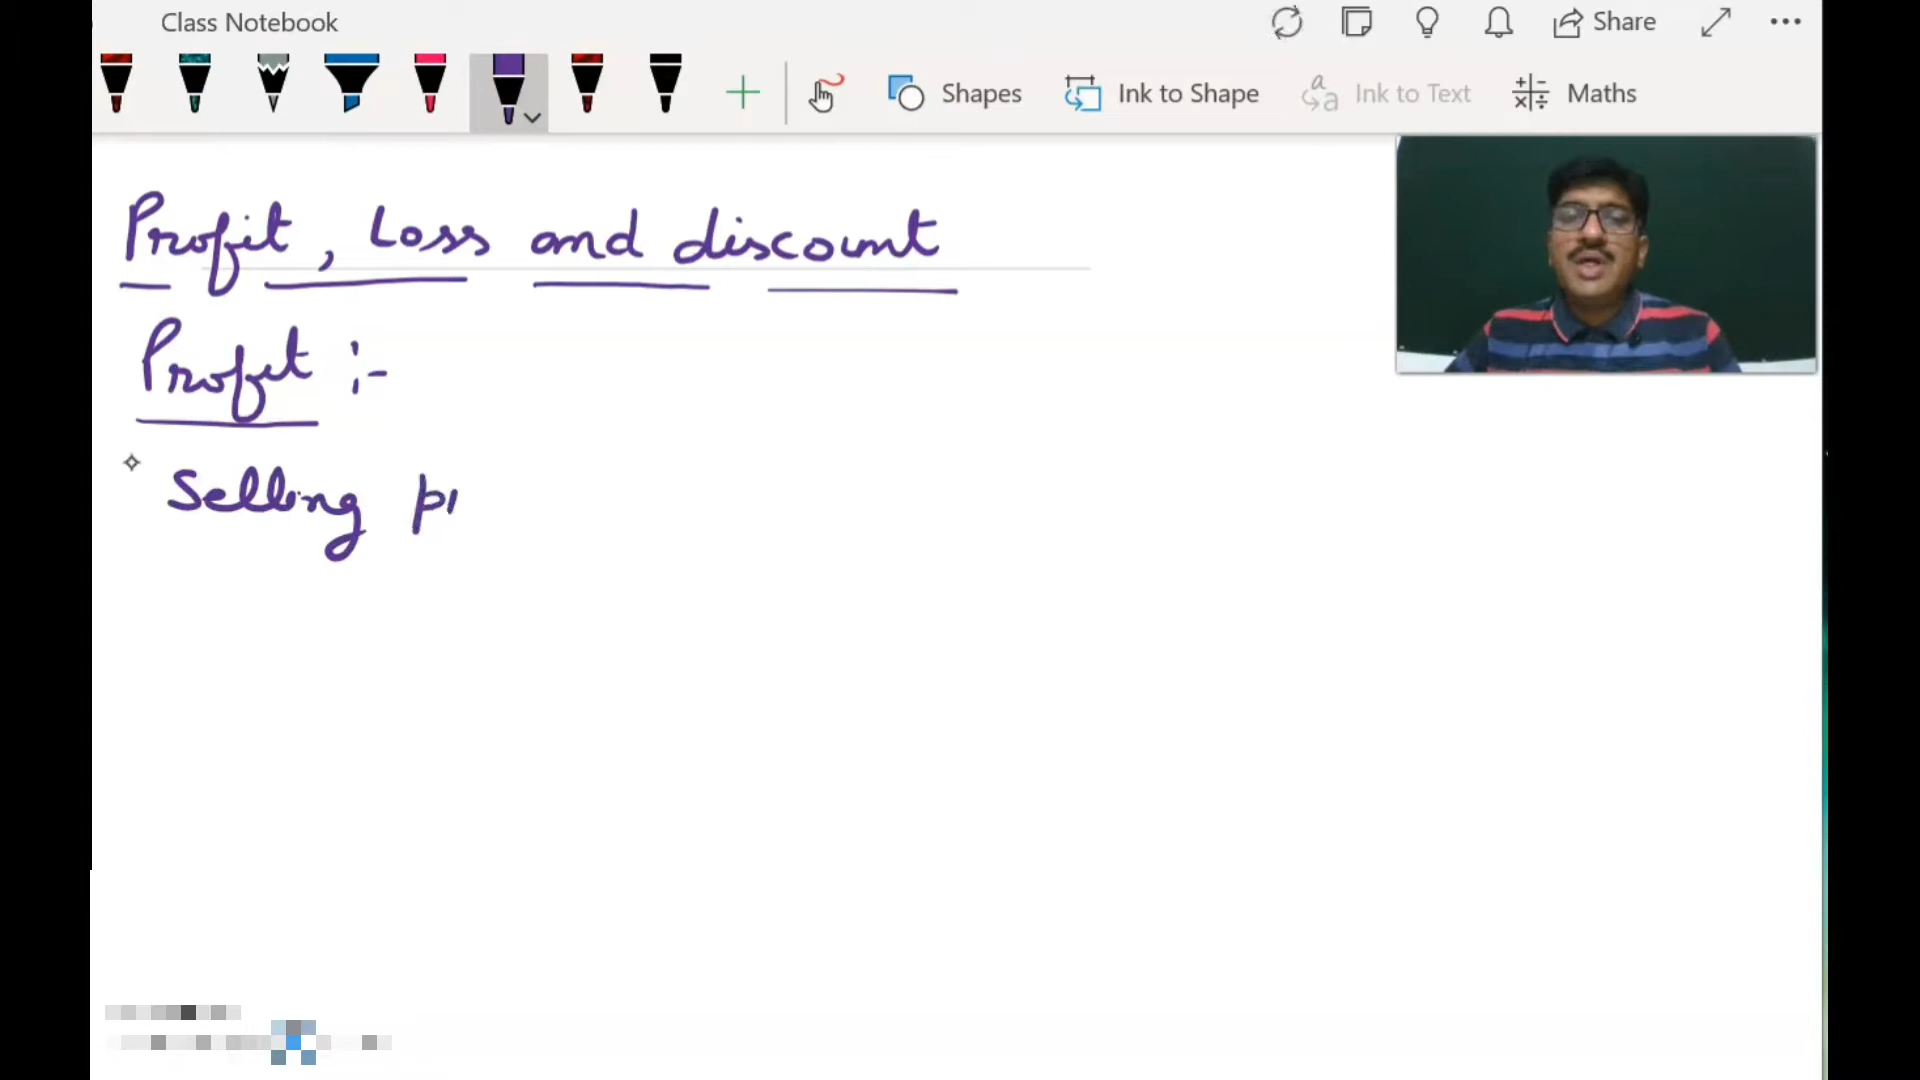 Class Notebook
Share
Shapes
Ink to Shape
Ink to Text
Maths
Profit, Loss and discount
Profit :-
Selling pr